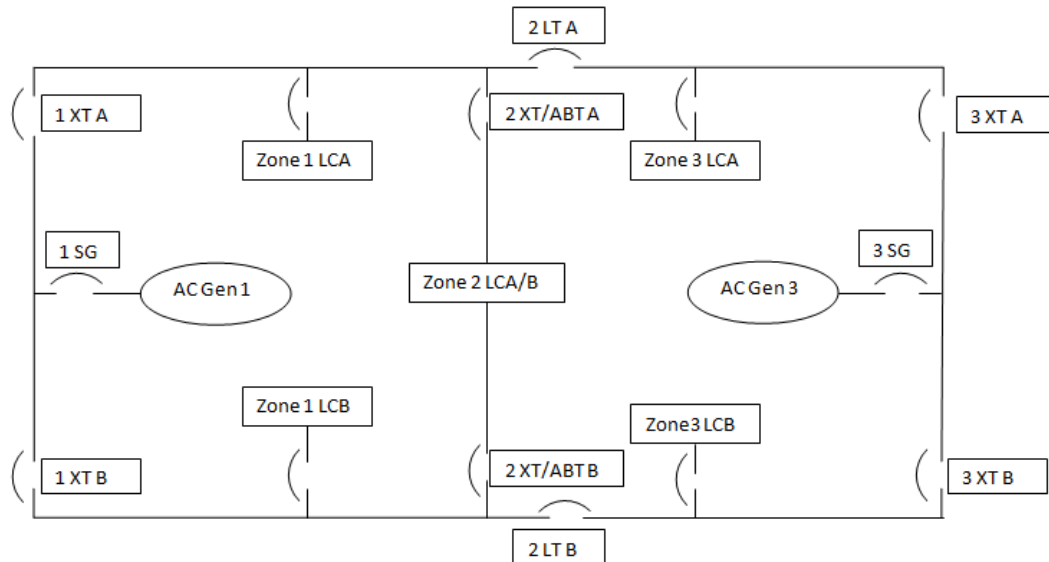 2 LT A
1 XT A
2 XT/ABT A
3 XT A
Zone 1 LCA
Zone 3 LCA
1 SG
3 SG
AC Gen 1
Zone 2 LCA/B
AC Gen 3
Zone 1 LCB
Zone3 LCB
1 XT B
2 XT/ABT B
3 XT B
2 LT B